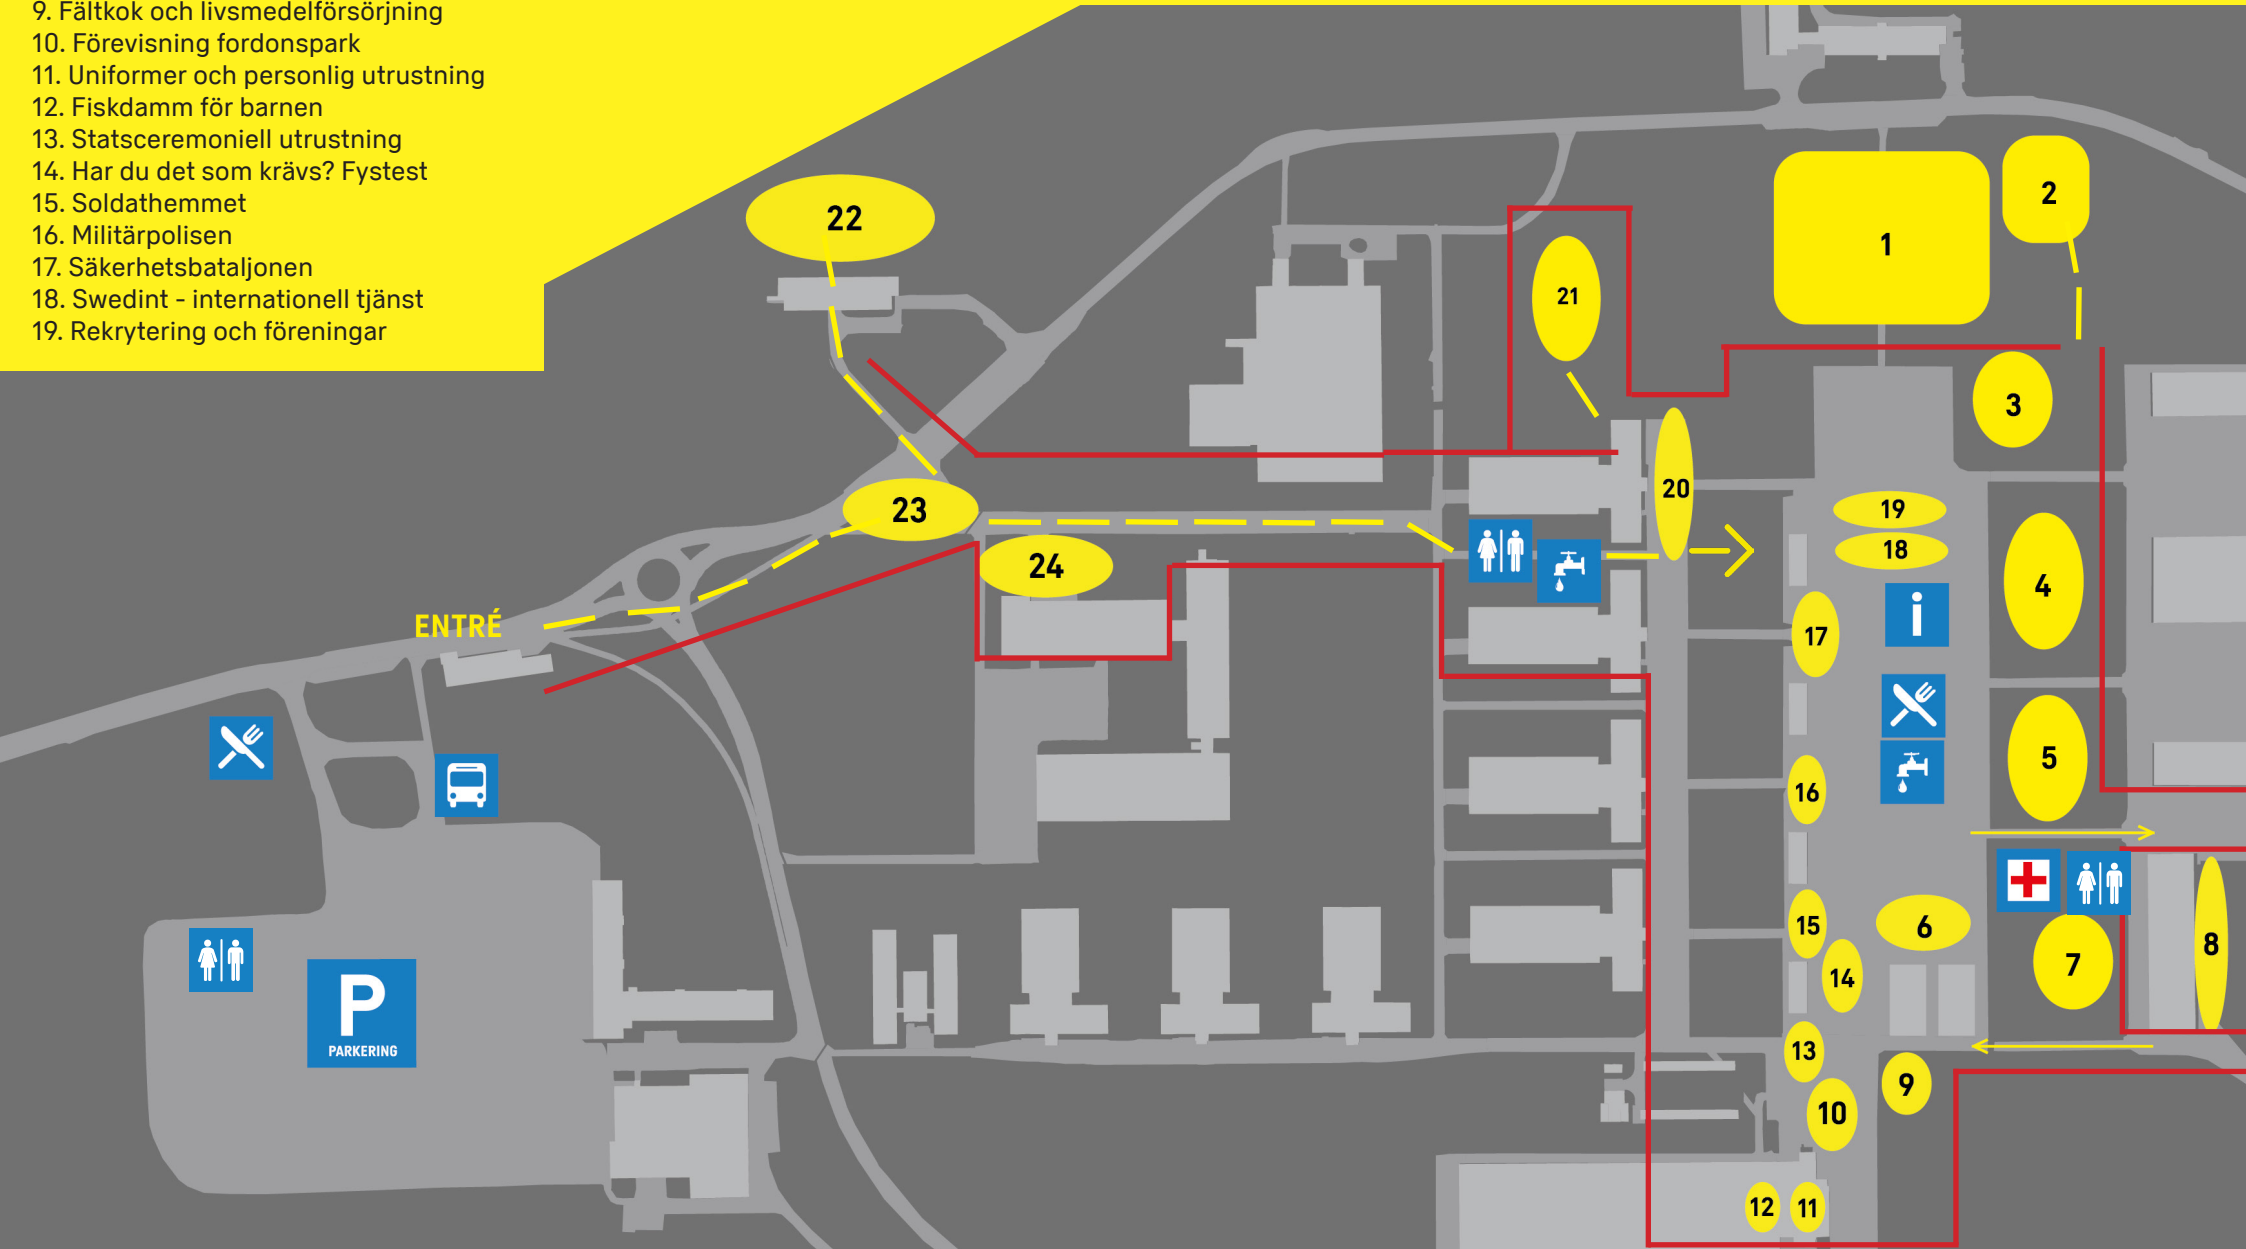 9. Fältkok och livsmedelförsörjning
10. Förevisning fordonspark
11. Uniformer och personlig utrustning
12. Fiskdamm för barnen
13. Statsceremoniell utrustning
14. Har du det som krävs? Fystest
15. Soldathemmet
16. Militärpolisen
17. Säkerhetsbataljonen
18. Swedint - internationell tjänst
19. Rekrytering och föreningar
22
2
1
21
3
20
19
23
18
24
4
ENTRÉ
i
17
5
16
15
6
8
14
7
P
PARKERING
13
9
10
12
11